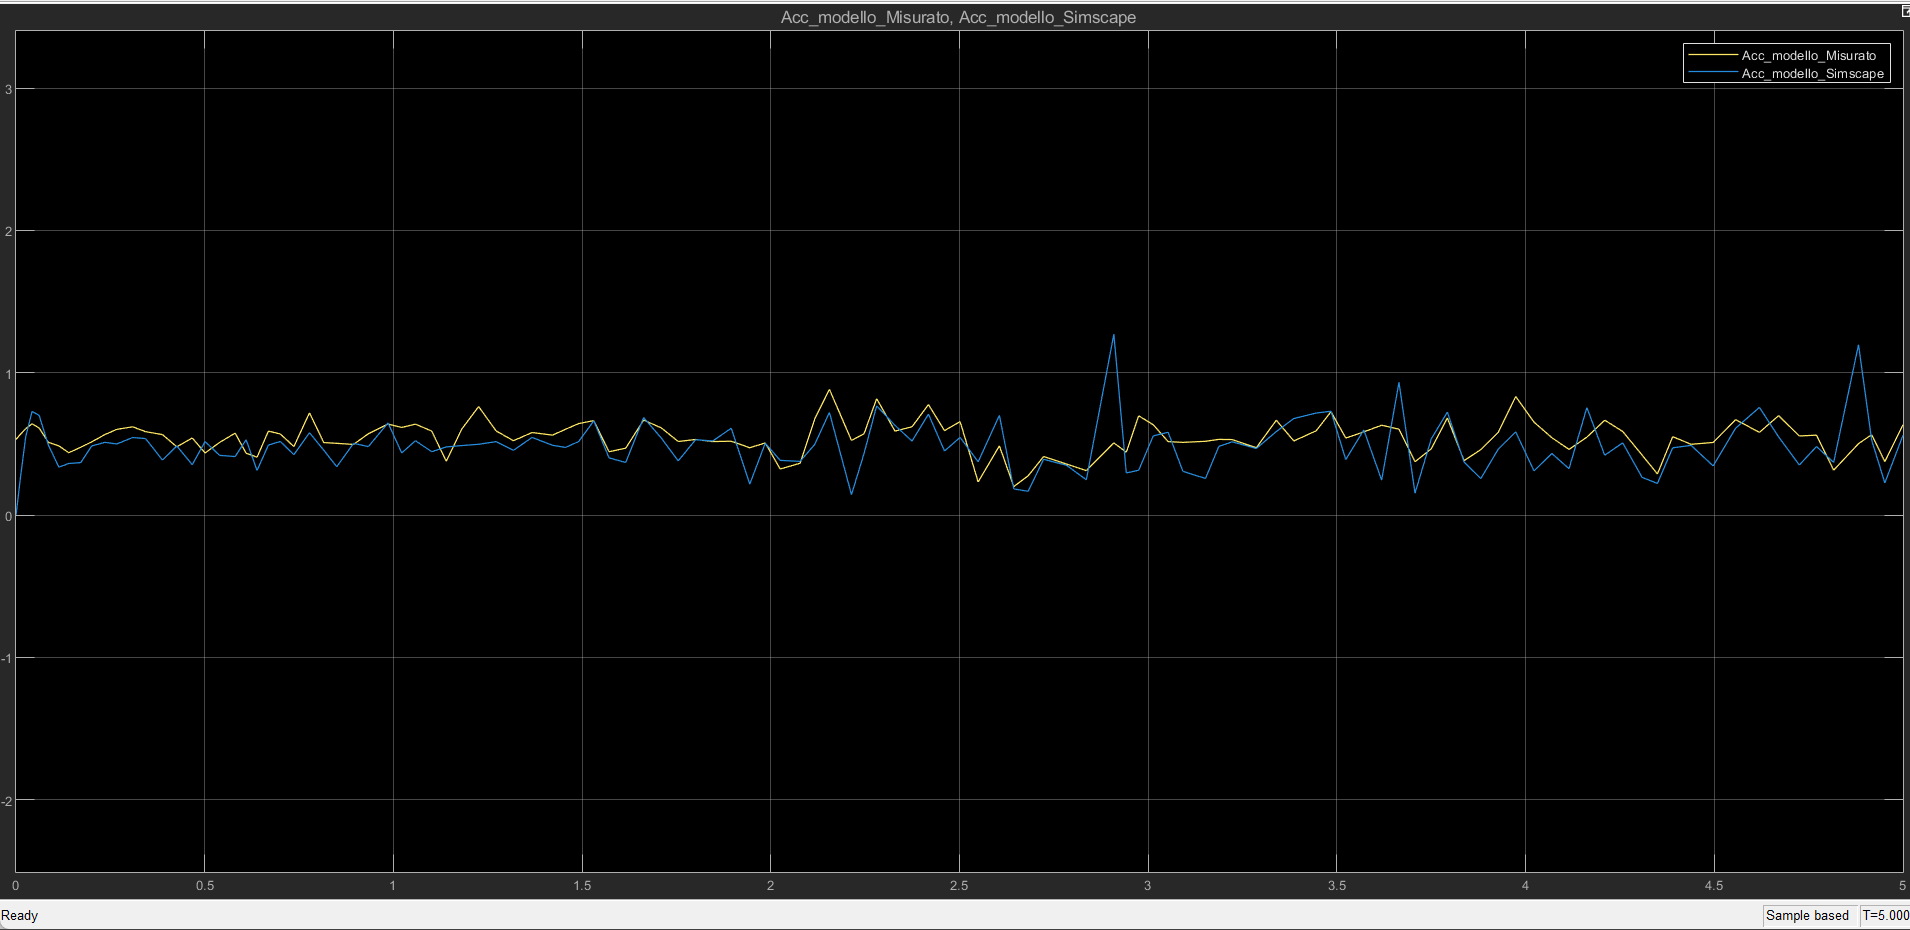 Acc_modello_Misurato, Acc_modello_Simscape
Acc_modello_Misurato
Acc_modello_Simscape
3
2
1
0
-1
-2
0 0.5 1 1.5 2 2.5 3 3.5 4 4.5 5
Ready Sample based T=5.000